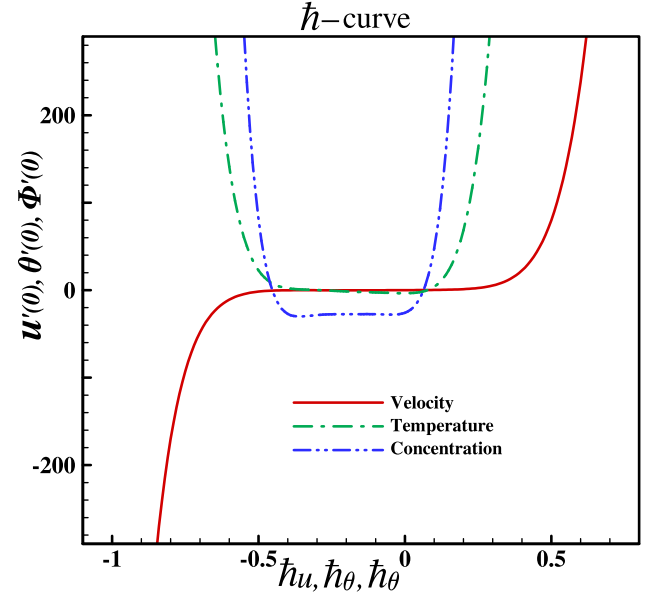 ħ–curve
u'(0), θ'(0), Φ'(0)
200
0
-200
Velocity
Temperature
Concentration
-1 -0.5 0 0.5
ħu, ħθ, ħθ